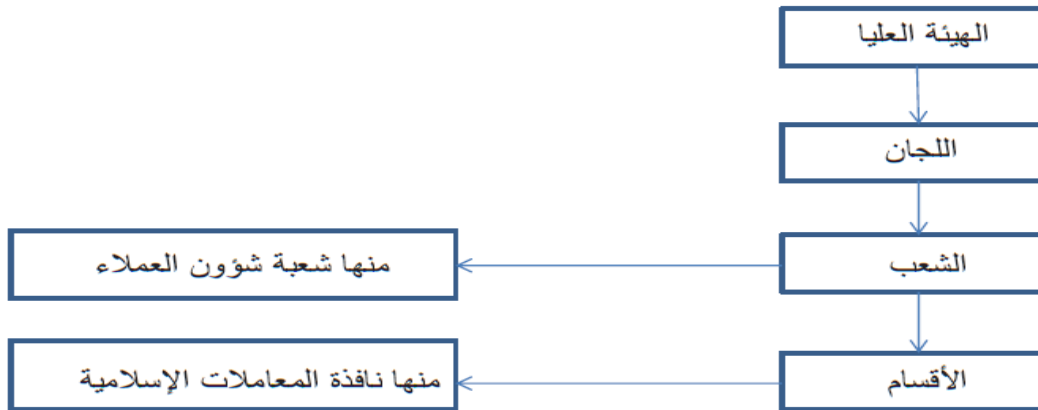 الهيئة العليا
اللجان
الشعب
منها شعبة شؤون العملاء
الأقسام
منها نافذة المعاملات الإسلامية